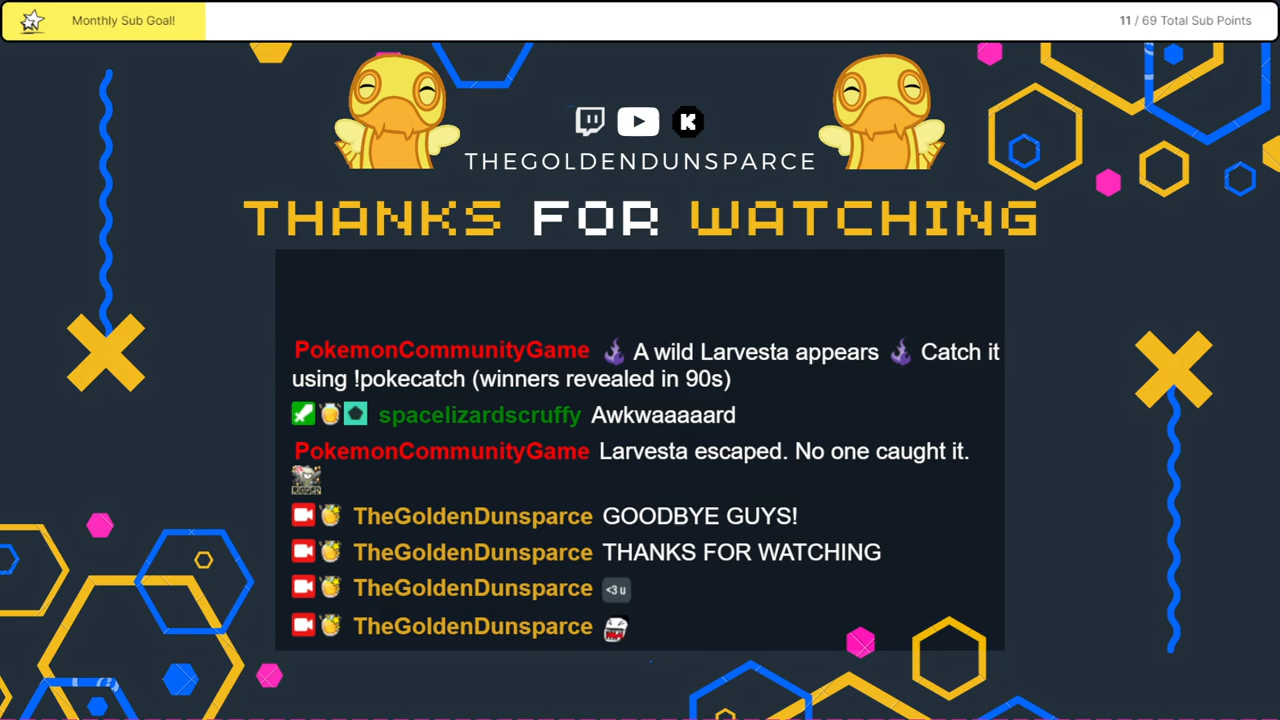 Monthly Sub Goal!
11 / 69 Total Sub Points
THEGOLDENDUNSPARCE
THANKS FOR WATCHING
PokemonCommunityGame A wild Larvesta appears Catch it
using !pokecatch (winners revealed in 90s)
spacelizardscruffy Awkwaaaaard
PokemonCommunityGame Larvesta escaped. No one caught it.
TheGoldenDunsparce GOODBYE GUYS!
TheGoldenDunsparce THANKS FOR WATCHING
TheGoldenDunsparce <3 u
TheGoldenDunsparce